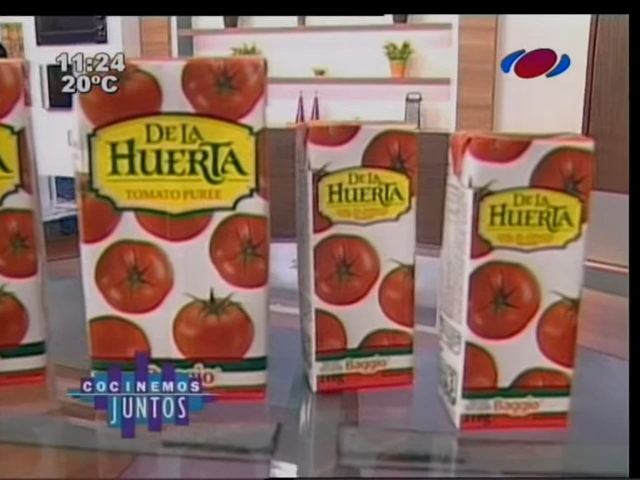 11:24
20°C
DE LA
HUERTA
TOMATO PUREE
DE LA
HUERTA
DE LA
HUERTA
Baggio
Baggio
COCINEMOS
JUNTOS